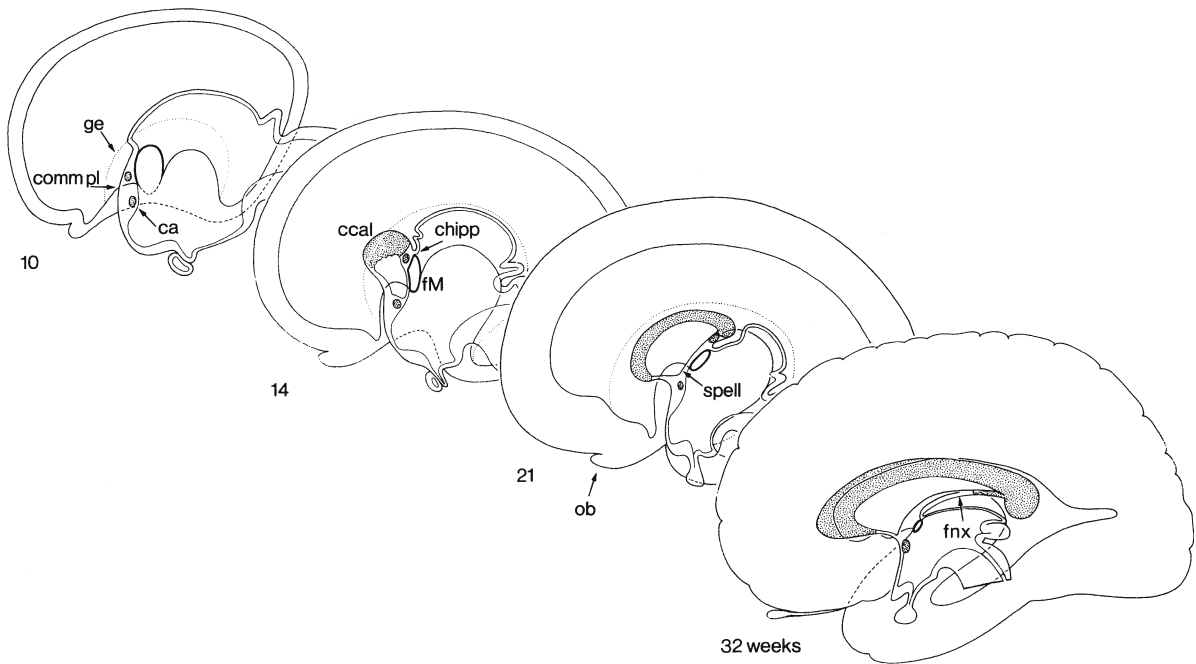 ge
comm pl
ca
10
ccal
chipp
fM
14
spell
21
ob
fnx
32 weeks